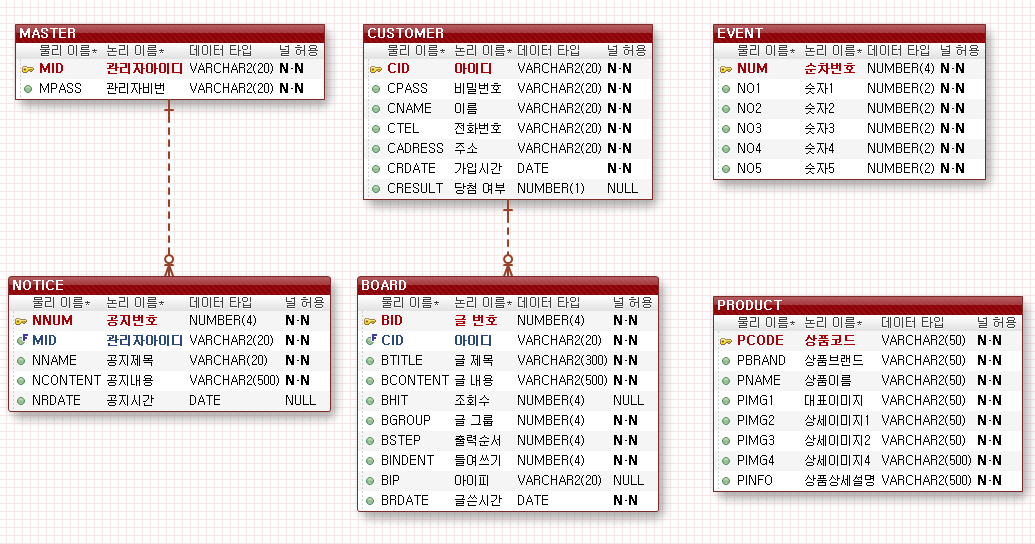 MASTER
물리 이름* 논리 이름* 데이터 타입 널 허용
MID 관리자아이디 VARCHAR2(20) N-N
MPASS 관리자비번 VARCHAR2(20) N-N
CUSTOMER
물리 이름* 논리 이름* 데이터 타입 널 허용
CID 아이디 VARCHAR2(20) N-N
CPASS 비밀번호 VARCHAR2(20) N-N
CNAME 이름 VARCHAR2(20) N-N
CTEL 전화번호 VARCHAR2(20) N-N
CADRESS 주소 VARCHAR2(20) N-N
CRDATE 가입시간 DATE N-N
CRESULT 당첨 여부 NUMBER(1) NULL
EVENT
물리 이름* 논리 이름* 데이터 타입 널 허용
NUM 순차번호 NUMBER(4) N-N
NO1 숫자1 NUMBER(2) N-N
NO2 숫자2 NUMBER(2) N-N
NO3 숫자3 NUMBER(2) N-N
NO4 숫자4 NUMBER(2) N-N
NO5 숫자5 NUMBER(2) N-N
NOTICE
물리 이름* 논리 이름* 데이터 타입 널 허용
NNUM 공지번호 NUMBER(4) N-N
MID 관리자아이디 VARCHAR2(20) N-N
NNAME 공지제목 VARCHAR(20) N-N
NCONTENT 공지내용 VARCHAR2(500) N-N
NRDATE 공지시간 DATE NULL
BOARD
물리 이름* 논리 이름* 데이터 타입 널 허용
BID 글 번호 NUMBER(4) N-N
CID 아이디 VARCHAR2(20) N-N
BTITLE 글 제목 VARCHAR2(300) N-N
BCONTENT 글 내용 VARCHAR2(500) N-N
BHIT 조회수 NUMBER(4) NULL
BGROUP 글 그룹 NUMBER(4) N-N
BSTEP 출력순서 NUMBER(4) N-N
BINDENT 들여쓰기 NUMBER(4) N-N
BIP 아이피 VARCHAR2(20) NULL
BRDATE 글쓴시간 DATE N-N
PRODUCT
물리 이름* 논리 이름* 데이터 타입 널 허용
PCODE 상품코드 VARCHAR2(50) N-N
PBRAND 상품브랜드 VARCHAR2(50) N-N
PNAME 상품이름 VARCHAR2(50) N-N
PIMG1 대표이미지 VARCHAR2(50) N-N
PIMG2 상세이미지1 VARCHAR2(50) N-N
PIMG3 상세이미지2 VARCHAR2(50) N-N
PIMG4 상세이미지4 VARCHAR2(500) N-N
PINFO 상품상세설명 VARCHAR2(500) N-N